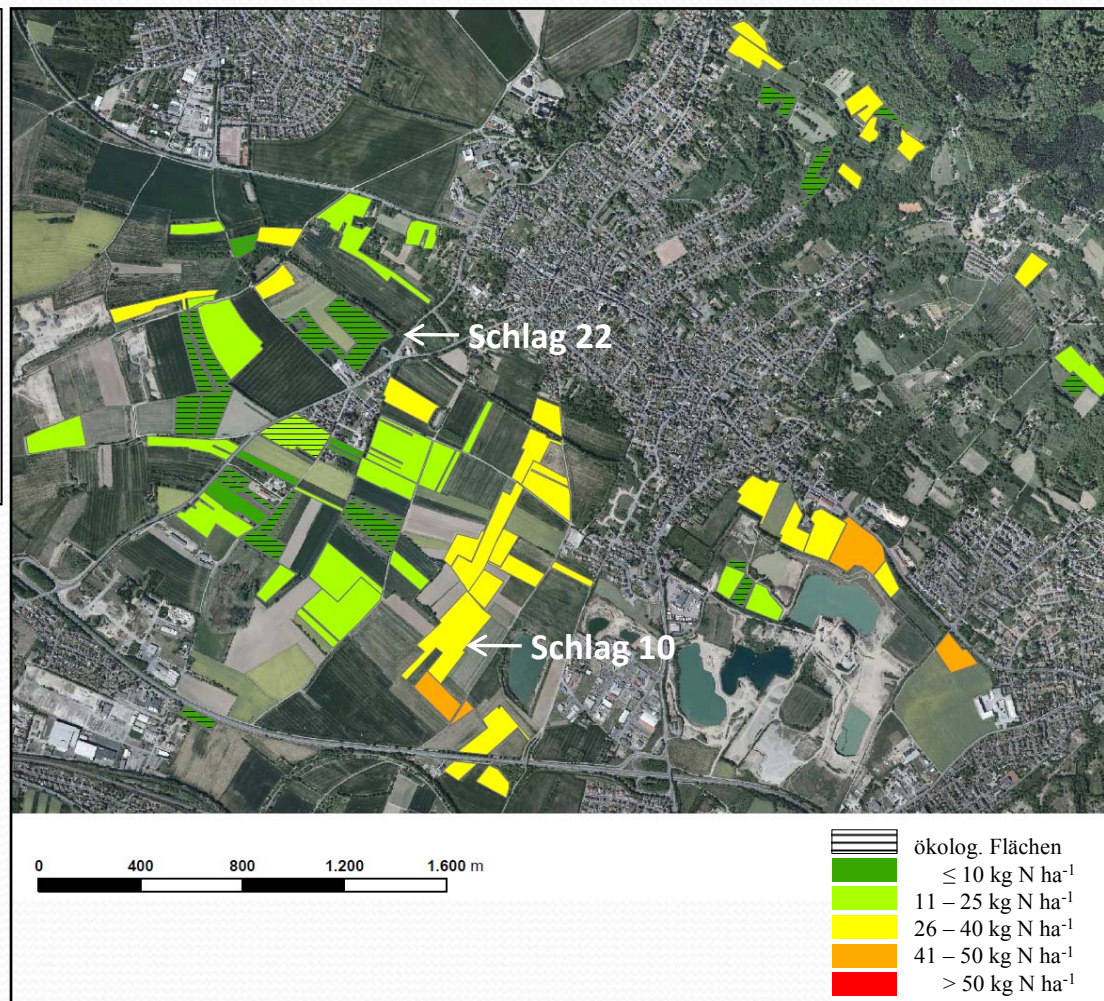 Schlag 22
Schlag 10
0 400 800 1.200 1.600 m
ökolog. Flächen
≤ 10 kg N ha⁻¹
11 – 25 kg N ha⁻¹
26 – 40 kg N ha⁻¹
41 – 50 kg N ha⁻¹
> 50 kg N ha⁻¹